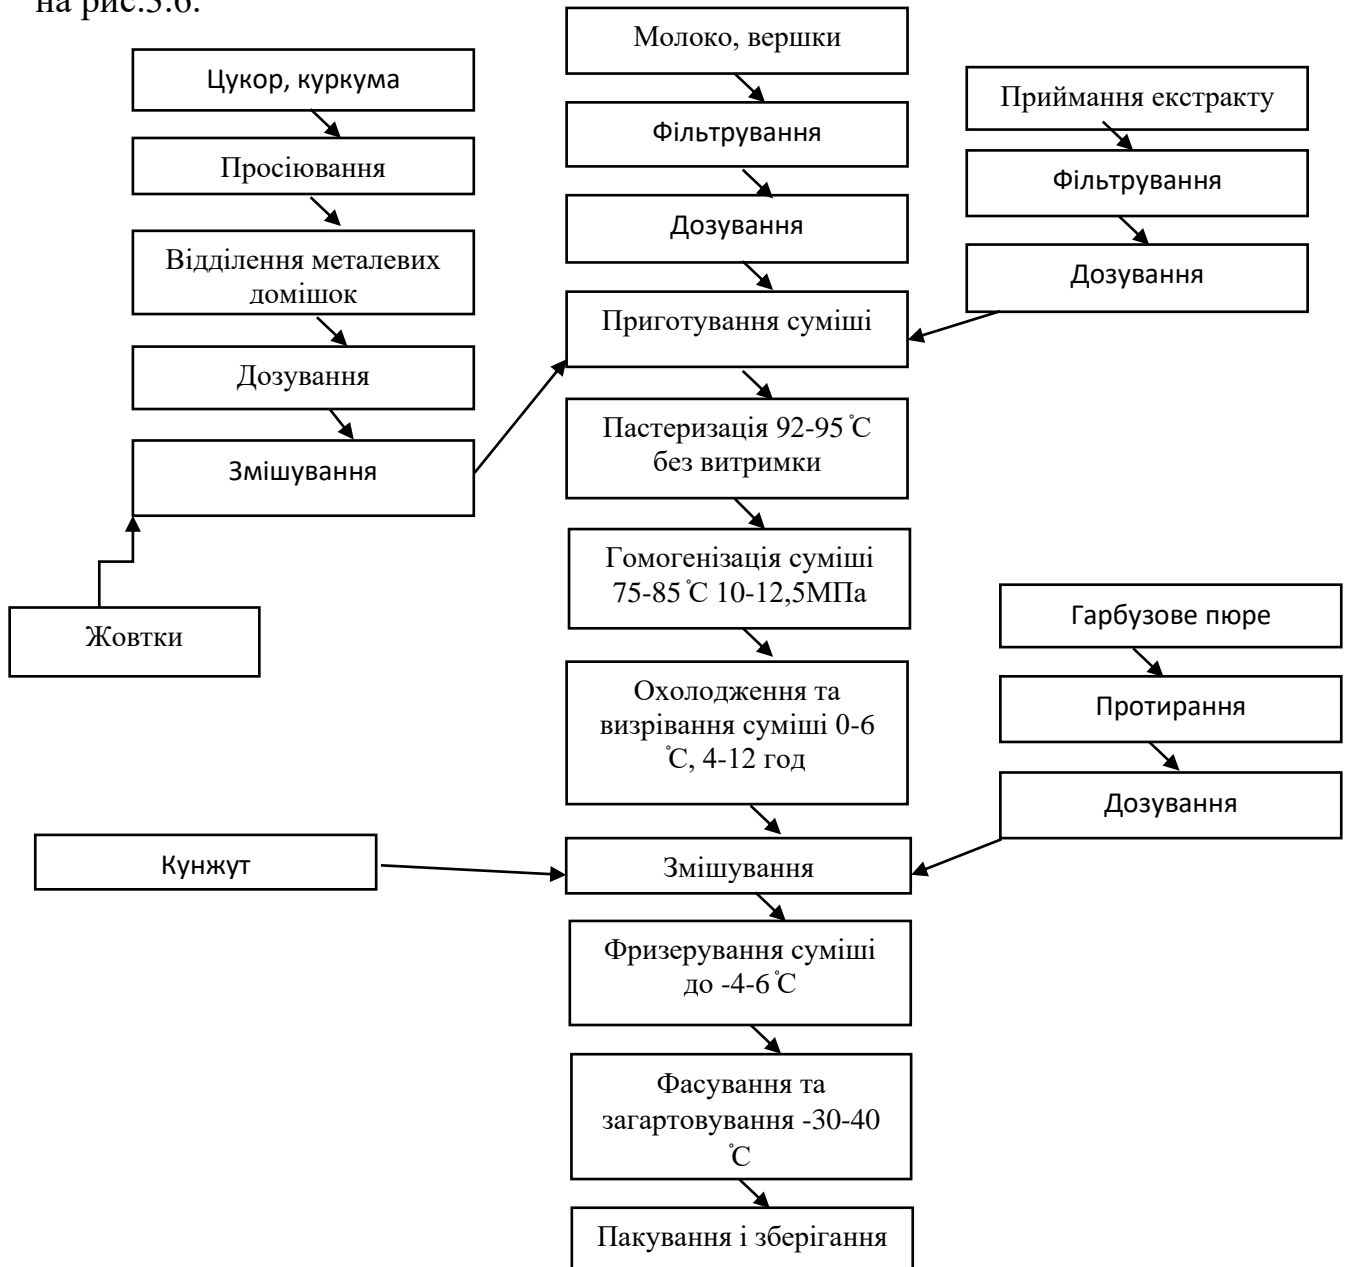 на рис.3.6.
Молоко, вершки
Цукор, куркума
Приймання екстракту
Фільтрування
Просіювання
Фільтрування
Дозування
Відділення металевих
домішок
Дозування
Приготування суміші
Дозування
Пастеризація 92-95 ̊С
без витримки
Змішування
Гомогенізація суміші
75-85 ̊С 10-12,5МПа
Гарбузове пюре
Жовтки
Охолодження та
визрівання суміші 0-6
̊С, 4-12 год
Протирання
Дозування
Кунжут
Змішування
Фризерування суміші
до -4-6 ̊С
Фасування та
загартовування -30-40
̊С
Пакування і зберігання